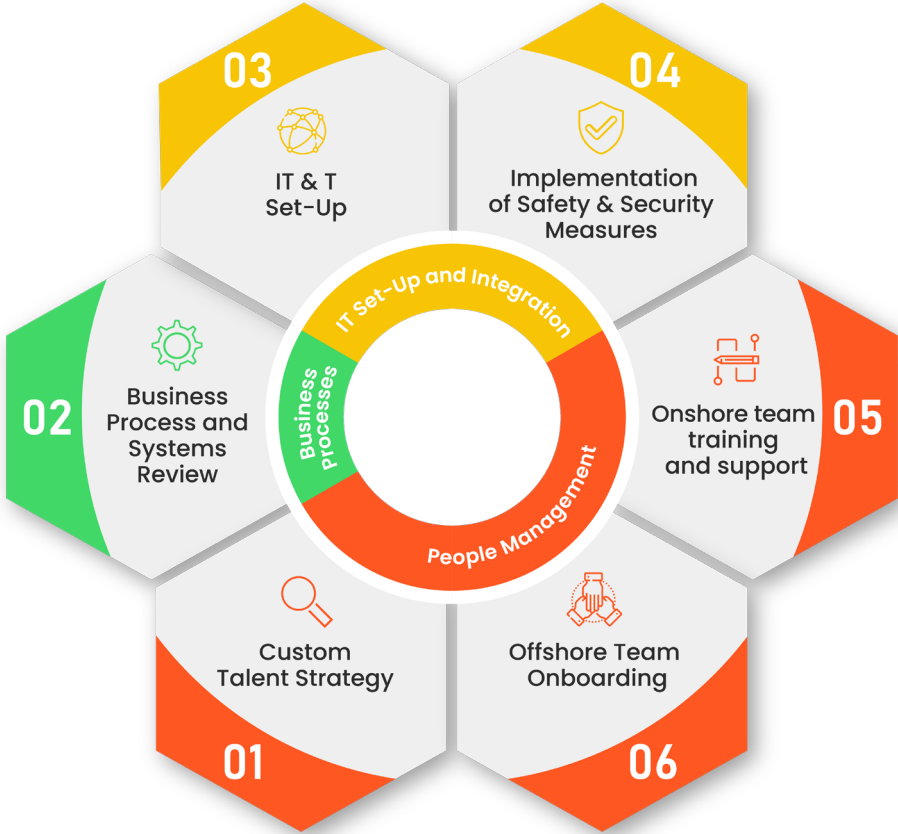 03
IT & T
Set-Up
04
Implementation
of Safety & Security
Measures
IT Set-Up and Integration
02
Business
Process and
Systems
Review
Business
Processes
Onshore team
training
and support
05
People Management
Custom
Talent Strategy
01
Offshore Team
Onboarding
06